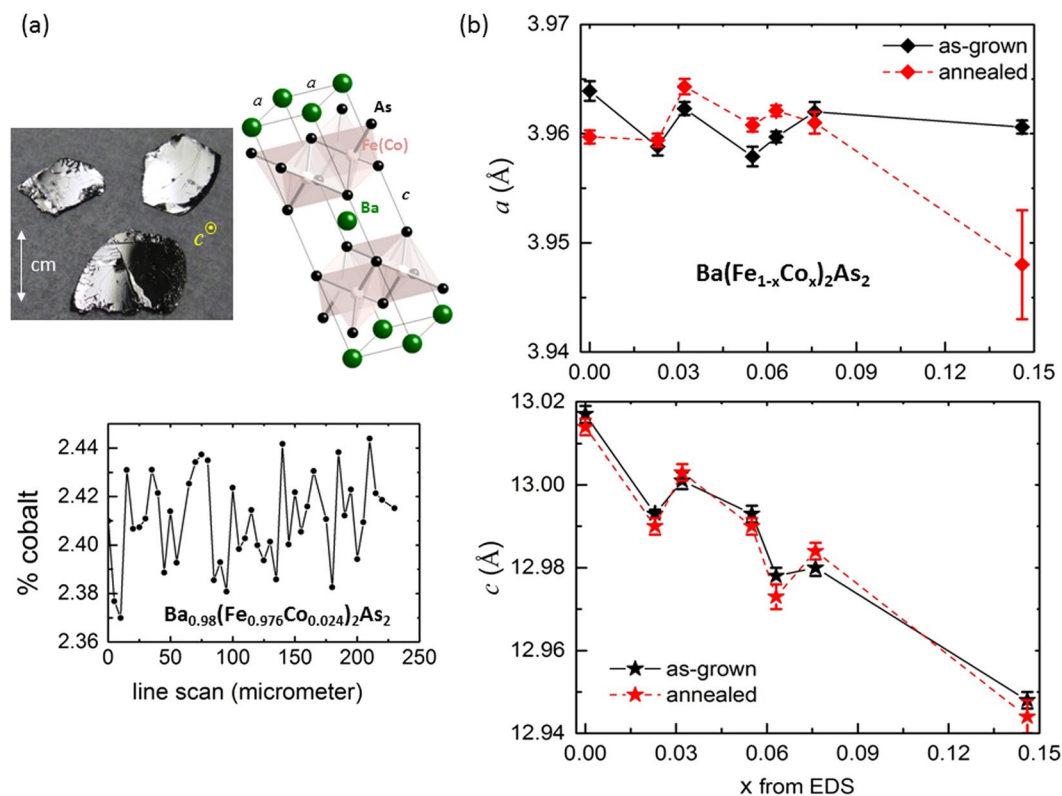 (a)
a
a
As
Fe(Co)
c
Ba
c
cm
2.44
2.42
2.40
2.38
2.36
% cobalt
Ba0.98(Fe0.976Co0.024)2As2
0 50 100 150 200 250
line scan (micrometer)
(b)
3.97
3.96
3.95
3.94
a (Å)
as-grown
annealed
Ba(Fe1-xCox)2As2
0.00 0.03 0.06 0.09 0.12 0.15
13.02
13.00
12.98
12.96
12.94
c (Å)
as-grown
annealed
0.00 0.03 0.06 0.09 0.12 0.15
x from EDS